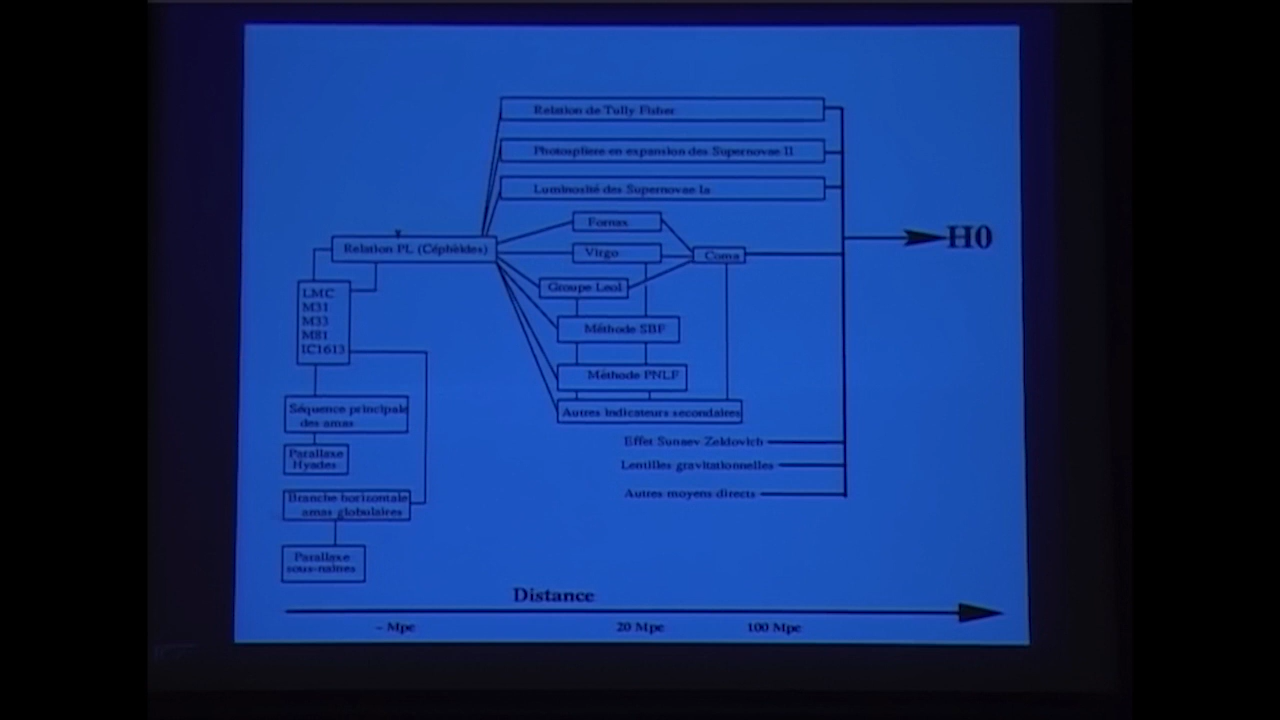 Relation de Tully Fisher
Photosphere en expansion des Supernovae II
Luminosité des Supernovae Ia
Fornax
Relation PL (Céphéides)
Virgo
Coma
H0
Groupe LeoI
LMC
M31
M33
M81
IC1613
Méthode SBF
Méthode PNLF
Autres indicateurs secondaires
Séquence principale
des amas
Effet Sunaev Zeldovich
Parallaxe
Hyades
Lentilles gravitationnelles
Autres moyens directs
Branche horizontale
amas globulaires
Parallaxe
sous-naines
Distance
~ Mpc
20 Mpc
100 Mpc